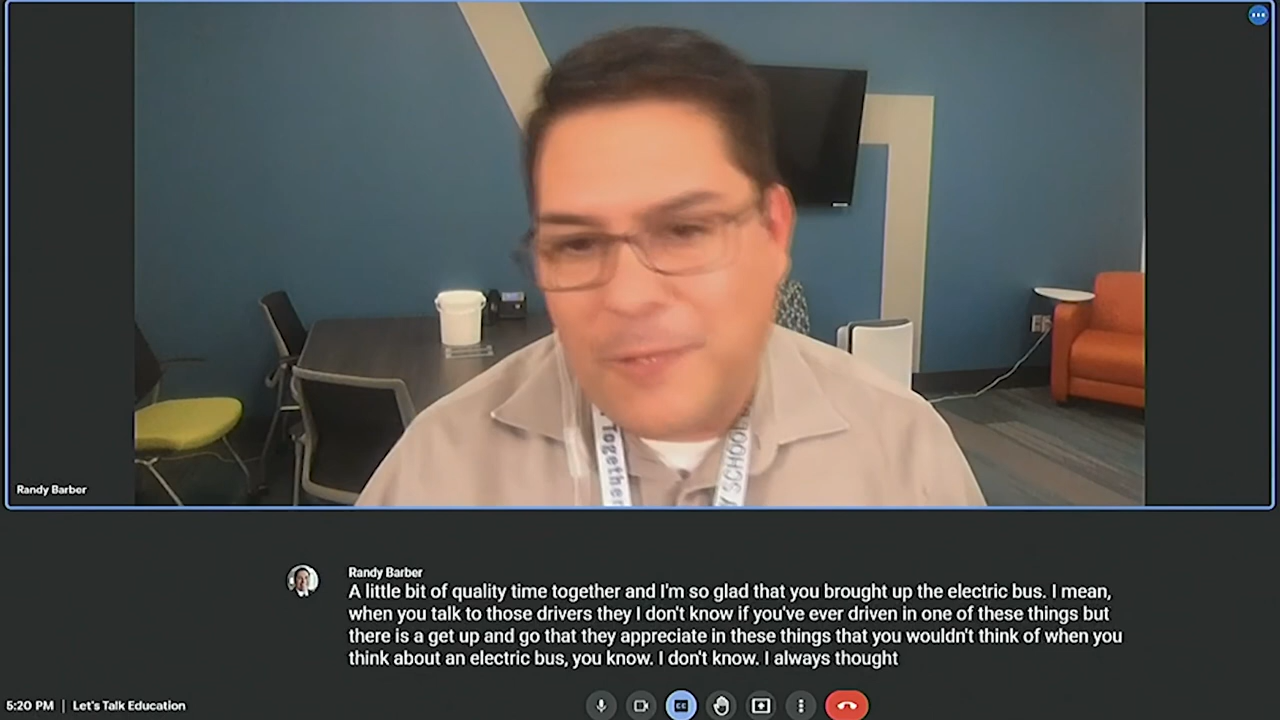 Together
SCHOOL
Randy Barber
Randy Barber
A little bit of quality time together and I'm so glad that you brought up the electric bus. I mean,
when you talk to those drivers they I don't know if you've ever driven in one of these things but
there is a get up and go that they appreciate in these things that you wouldn't think of when you
think about an electric bus, you know. I don't know. I always thought
CC
5:20 PM | Let's Talk Education